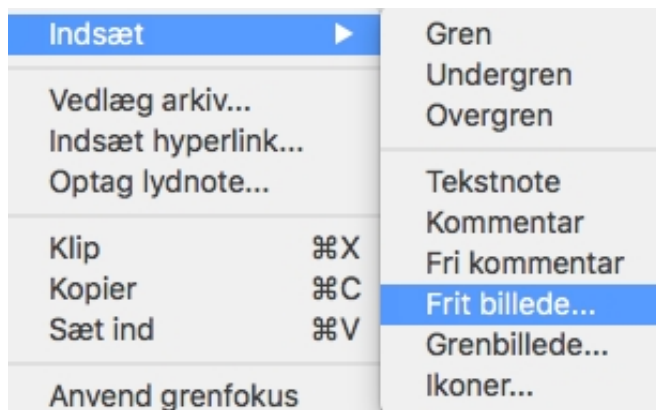 Indsæt ▶
Vedlæg arkiv...
Indsæt hyperlink...
Optag lydnote...
Klip ⌘X
Kopier ⌘C
Sæt ind ⌘V
Anvend grenfokus
Gren
Undergren
Overgren
Tekstnote
Kommentar
Fri kommentar
Frit billede...
Grenbillede...
Ikoner...